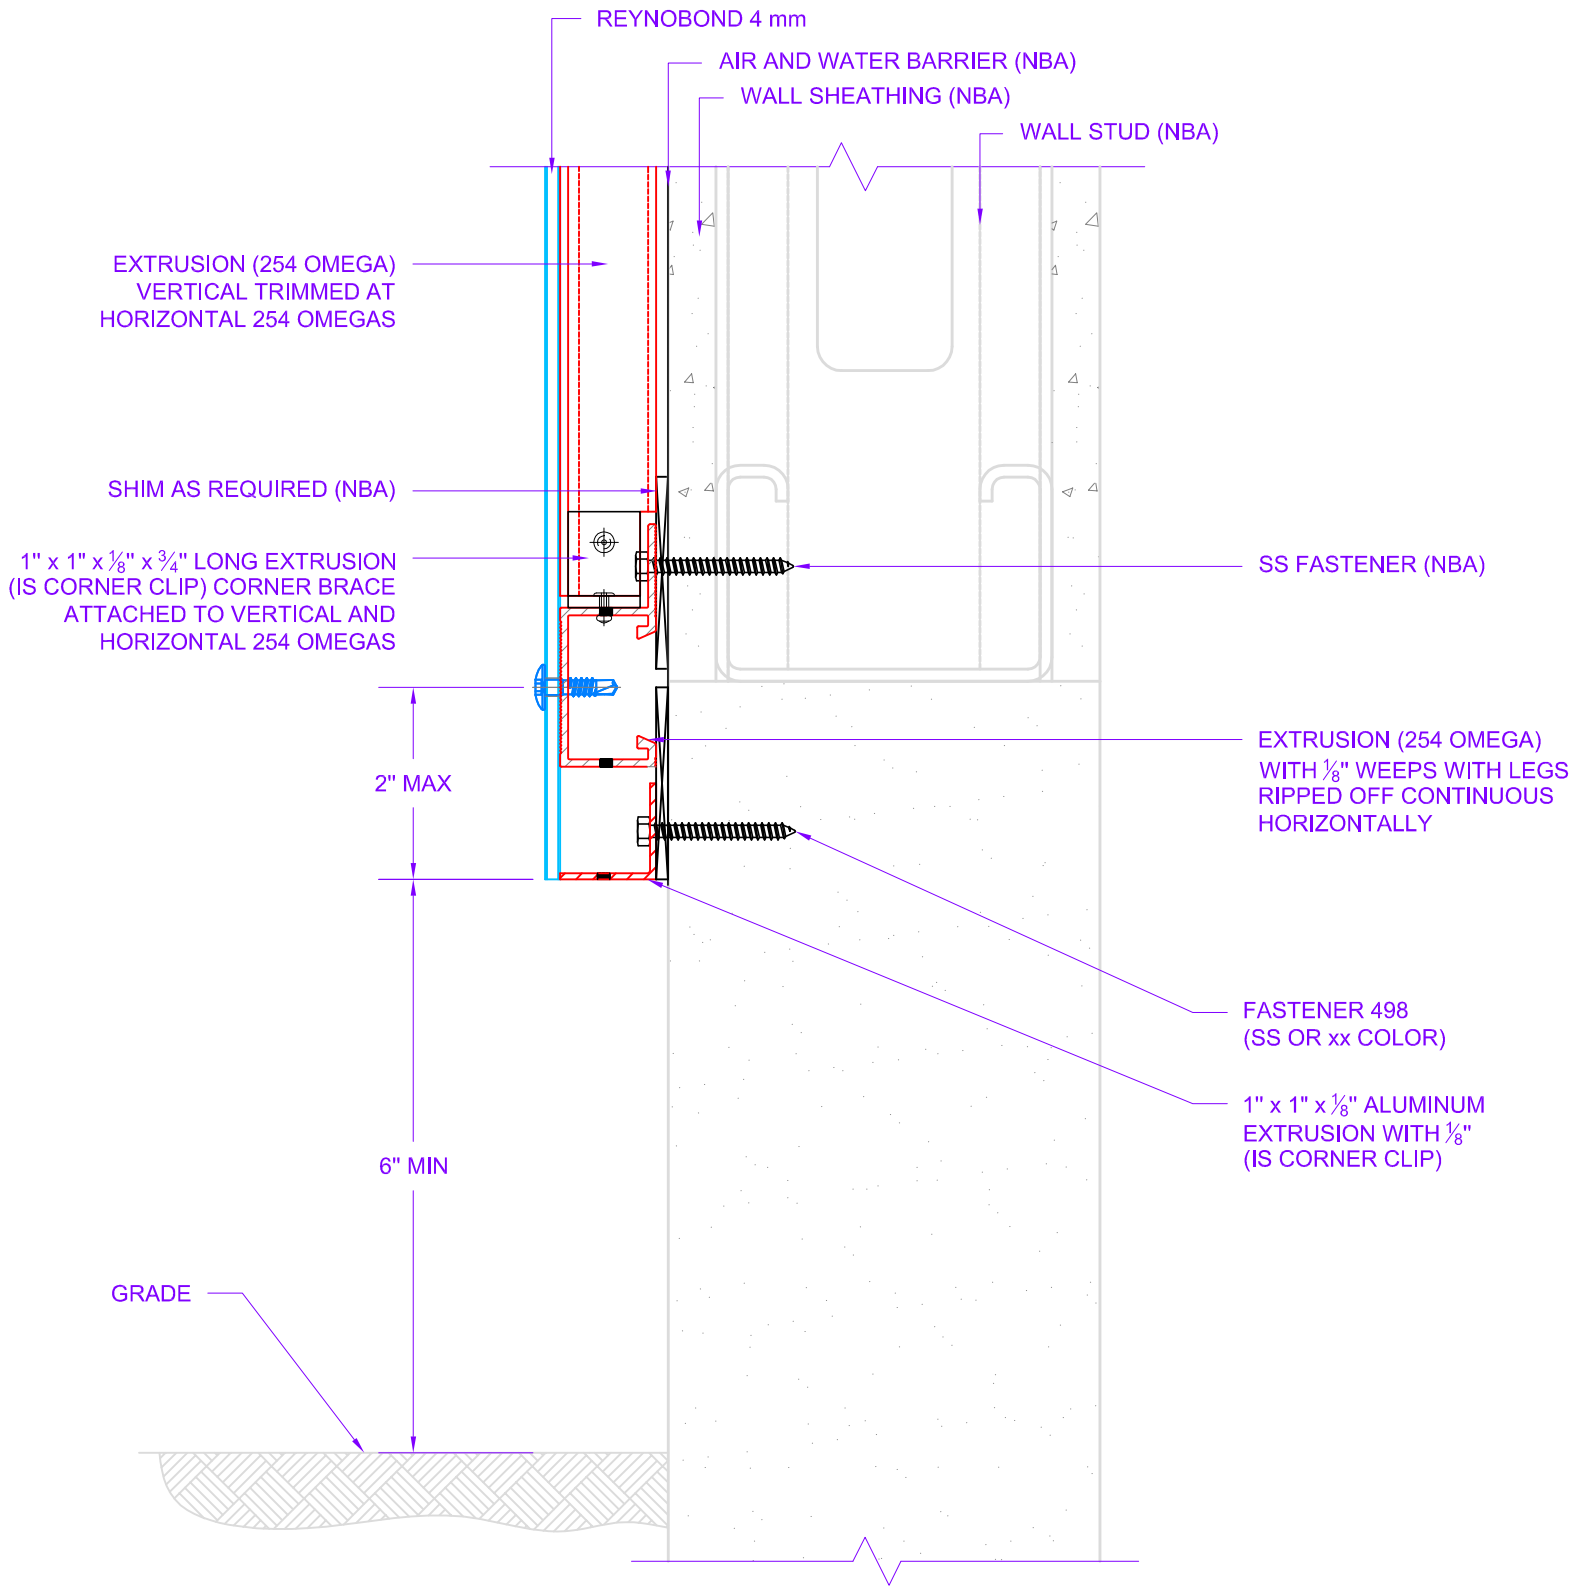 REYNOBOND 4 mm
AIR AND WATER BARRIER (NBA)
WALL SHEATHING (NBA)
WALL STUD (NBA)
EXTRUSION (254 OMEGA)
VERTICAL TRIMMED AT
HORIZONTAL 254 OMEGAS
SHIM AS REQUIRED (NBA)
1" x 1" x 1/8" x 3/4" LONG EXTRUSION
(IS CORNER CLIP) CORNER BRACE
ATTACHED TO VERTICAL AND
HORIZONTAL 254 OMEGAS
SS FASTENER (NBA)
EXTRUSION (254 OMEGA)
WITH 1/8" WEEPS WITH LEGS
RIPPED OFF CONTINUOUS
HORIZONTALLY
2" MAX
FASTENER 498
(SS OR xx COLOR)
1" x 1" x 1/8" ALUMINUM
EXTRUSION WITH 1/8"
(IS CORNER CLIP)
6" MIN
GRADE